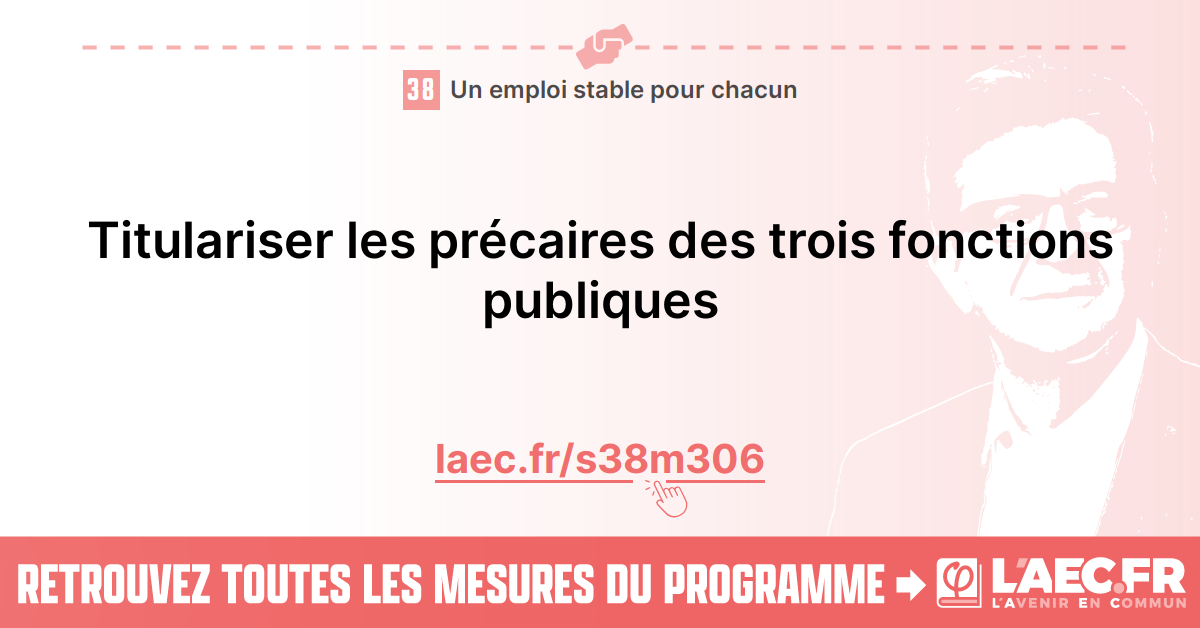 38 Un emploi stable pour chacun
Titulariser les précaires des trois fonctions
publiques
laec.fr/s38m306
RETROUVEZ TOUTES LES MESURES DU PROGRAMME
φ L'AEC.FR
L'AVENIR EN COMMUN